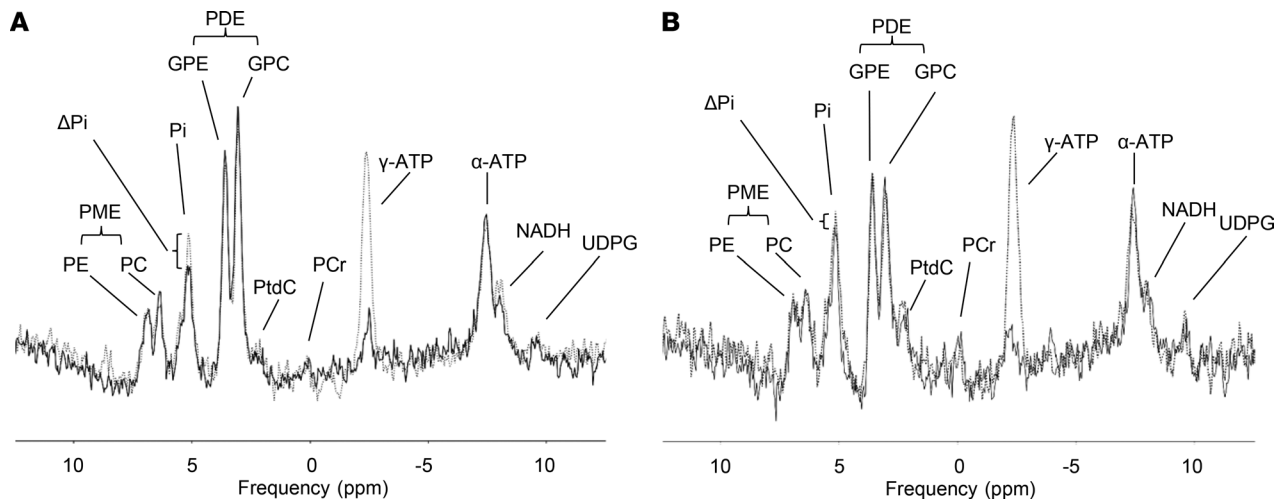 A
PDE
GPE
GPC
ΔPi
Pi
γ-ATP
α-ATP
PME
PE
PC
NADH
UDPG
PtdC
PCr
10
5
0
-5
10
Frequency (ppm)
B
PDE
GPE
GPC
ΔPi
Pi
γ-ATP
α-ATP
PME
PE
PC
NADH
UDPG
PCr
PtdC
10
5
0
-5
10
Frequency (ppm)